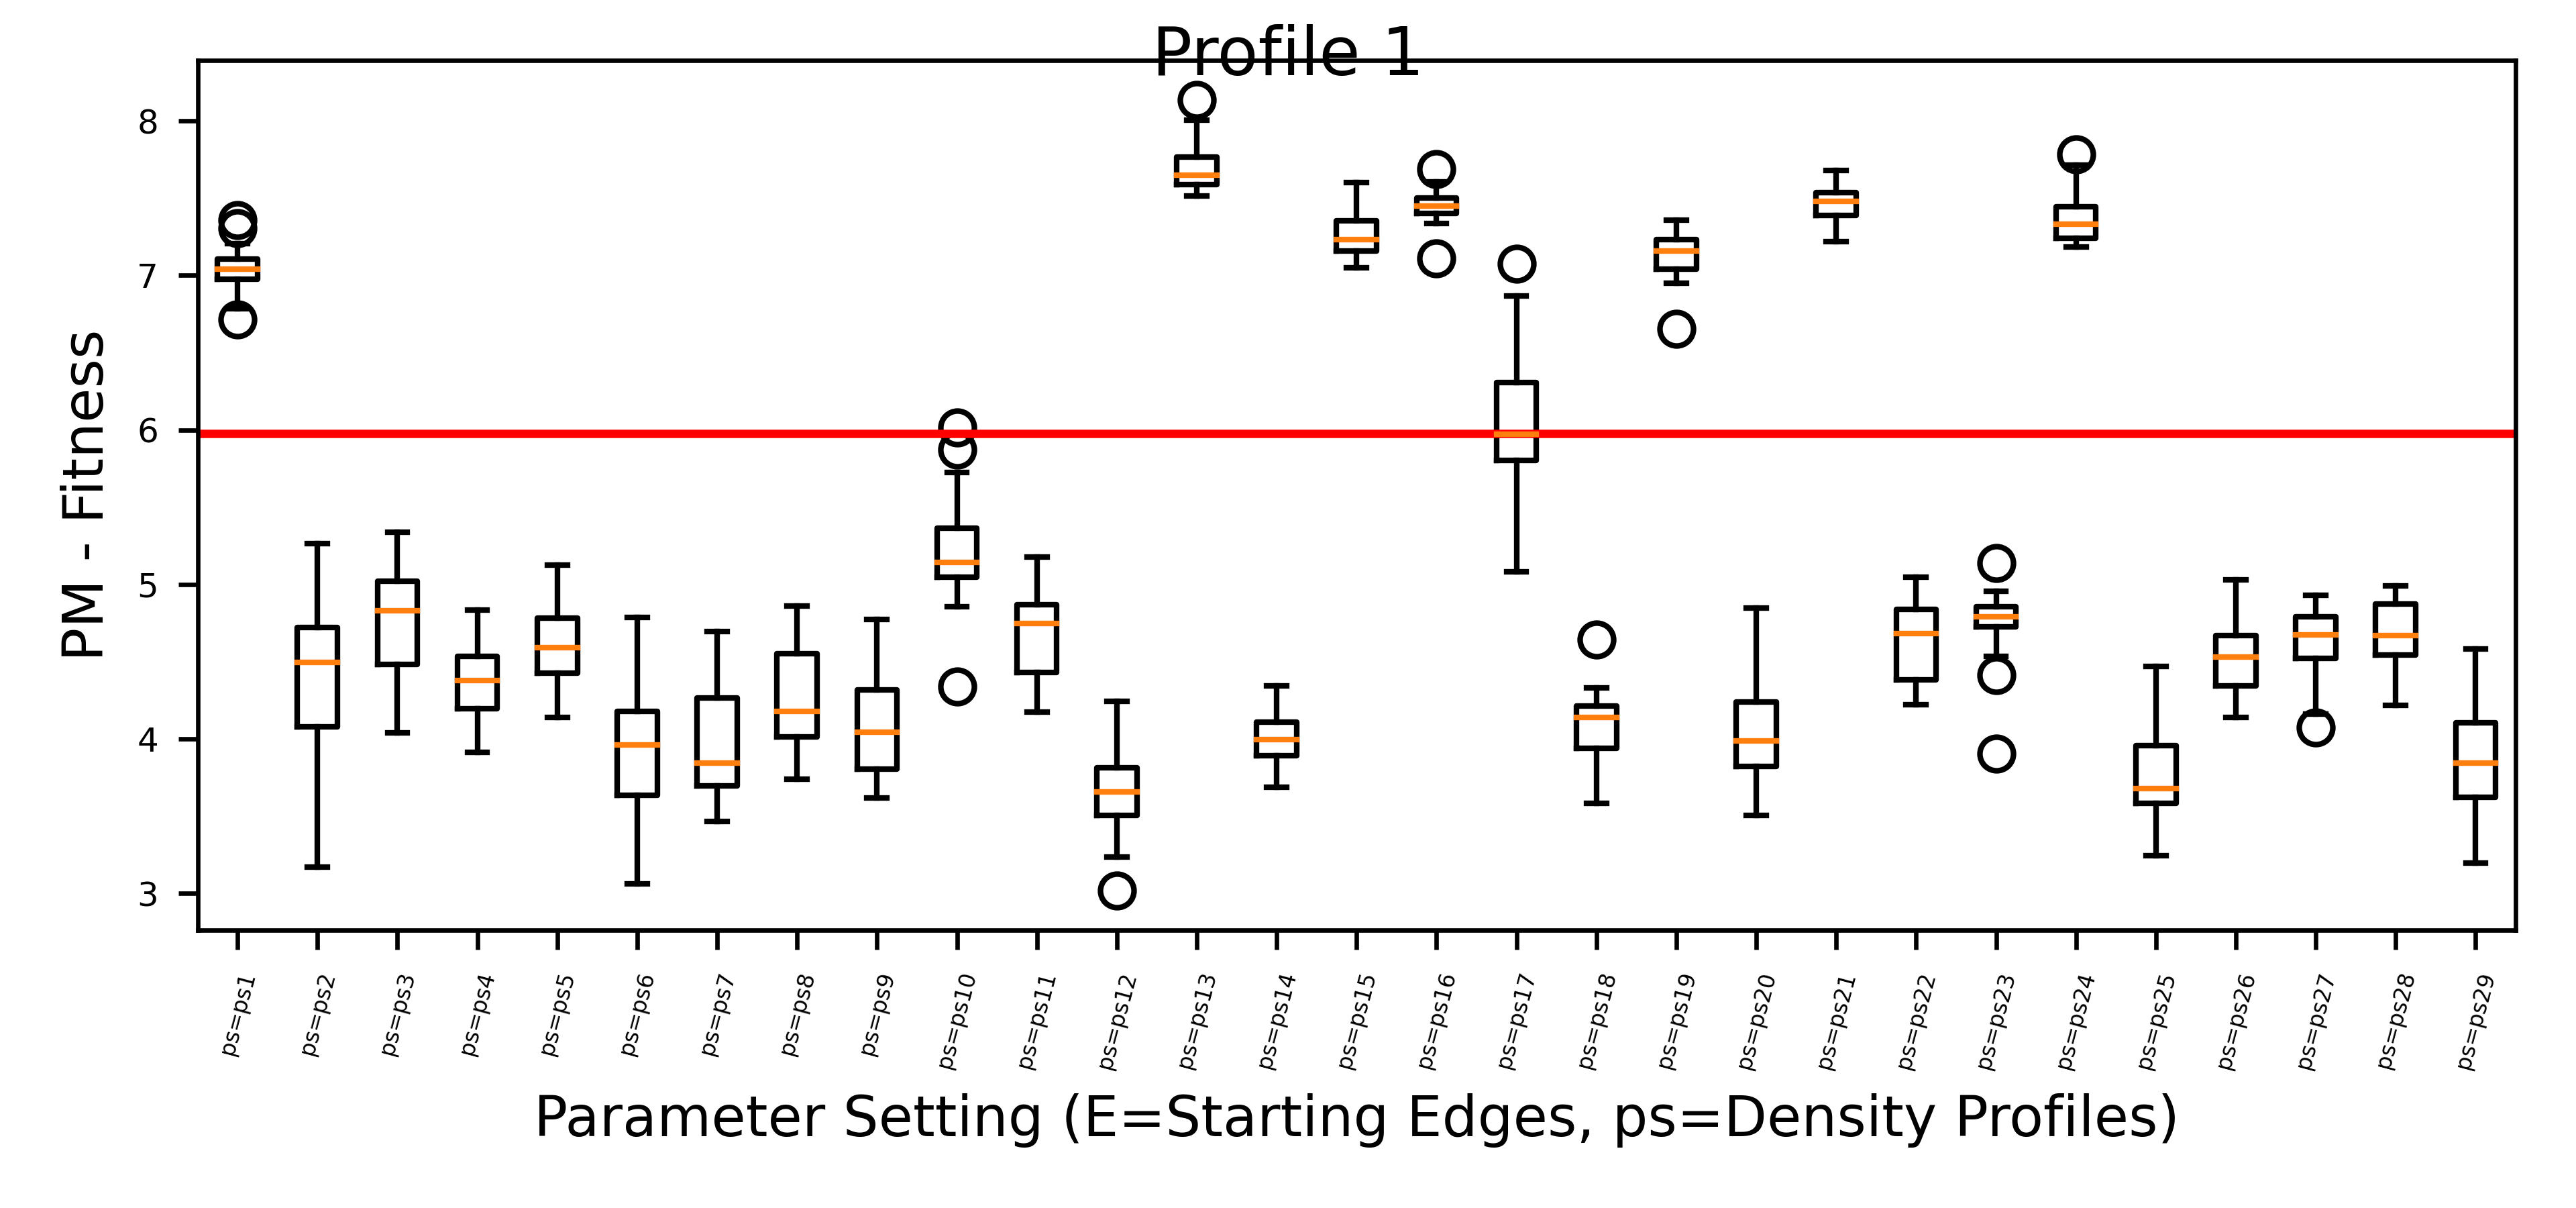 Profile 1
PM - Fitness
8
7
6
5
4
3
ps=ps1
ps=ps2
ps=ps3
ps=ps4
ps=ps5
ps=ps6
ps=ps7
ps=ps8
ps=ps9
ps=ps10
ps=ps11
ps=ps12
ps=ps13
ps=ps14
ps=ps15
ps=ps16
ps=ps17
ps=ps18
ps=ps19
ps=ps20
ps=ps21
ps=ps22
ps=ps23
ps=ps24
ps=ps25
ps=ps26
ps=ps27
ps=ps28
ps=ps29
Parameter Setting (E=Starting Edges, ps=Density Profiles)